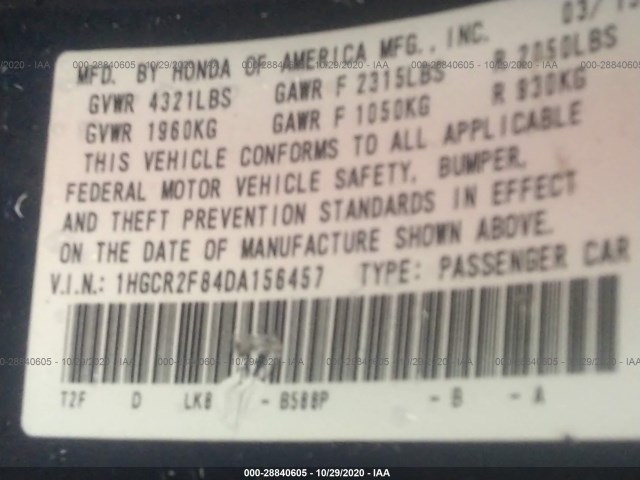 03/13
MFD. BY HONDA OF AMERICA MFG., INC.
GVWR 4321LBS GAWR F 2315LBS R 2050LBS
GVWR 1960KG GAWR F 1050KG R 930KG
THIS VEHICLE CONFORMS TO ALL APPLICABLE
FEDERAL MOTOR VEHICLE SAFETY, BUMPER,
AND THEFT PREVENTION STANDARDS IN EFFECT
ON THE DATE OF MANUFACTURE SHOWN ABOVE.
V.I.N.: 1HGCR2F84DA156457 TYPE: PASSENGER CAR
T2F D LK8 - B588P - B - A
000-28840605 - 10/29/2020 - IAA